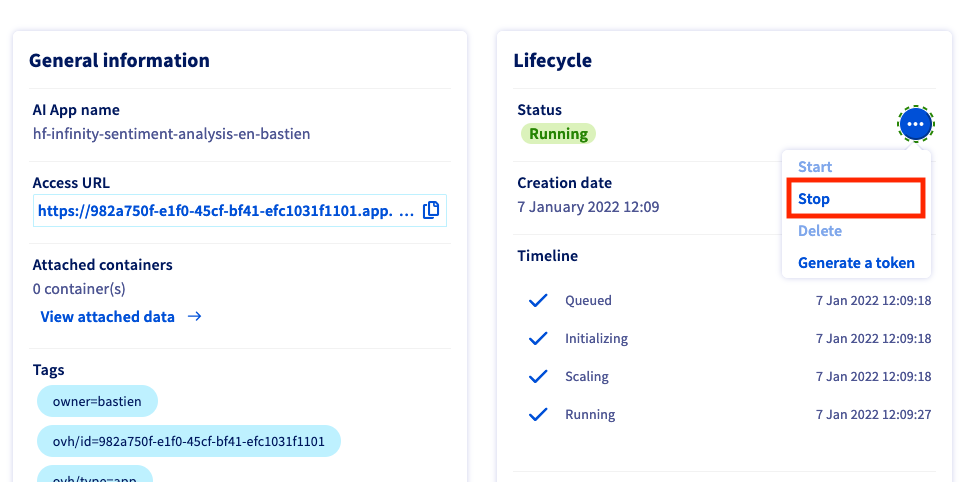 General information
AI App name
hf-infinity-sentiment-analysis-en-bastien
Access URL
https://982a750f-e1f0-45cf-bf41-efc1031f1101.app. ...
Attached containers
0 container(s)
View attached data
Tags
owner=bastien
ovh/id=982a750f-e1f0-45cf-bf41-efc1031f1101
ovh/type=app
Lifecycle
Status
Running
Start
Stop
Delete
Generate a token
Creation date
7 January 2022 12:09
Timeline
Queued 7 Jan 2022 12:09:18
Initializing 7 Jan 2022 12:09:18
Scaling 7 Jan 2022 12:09:18
Running 7 Jan 2022 12:09:27